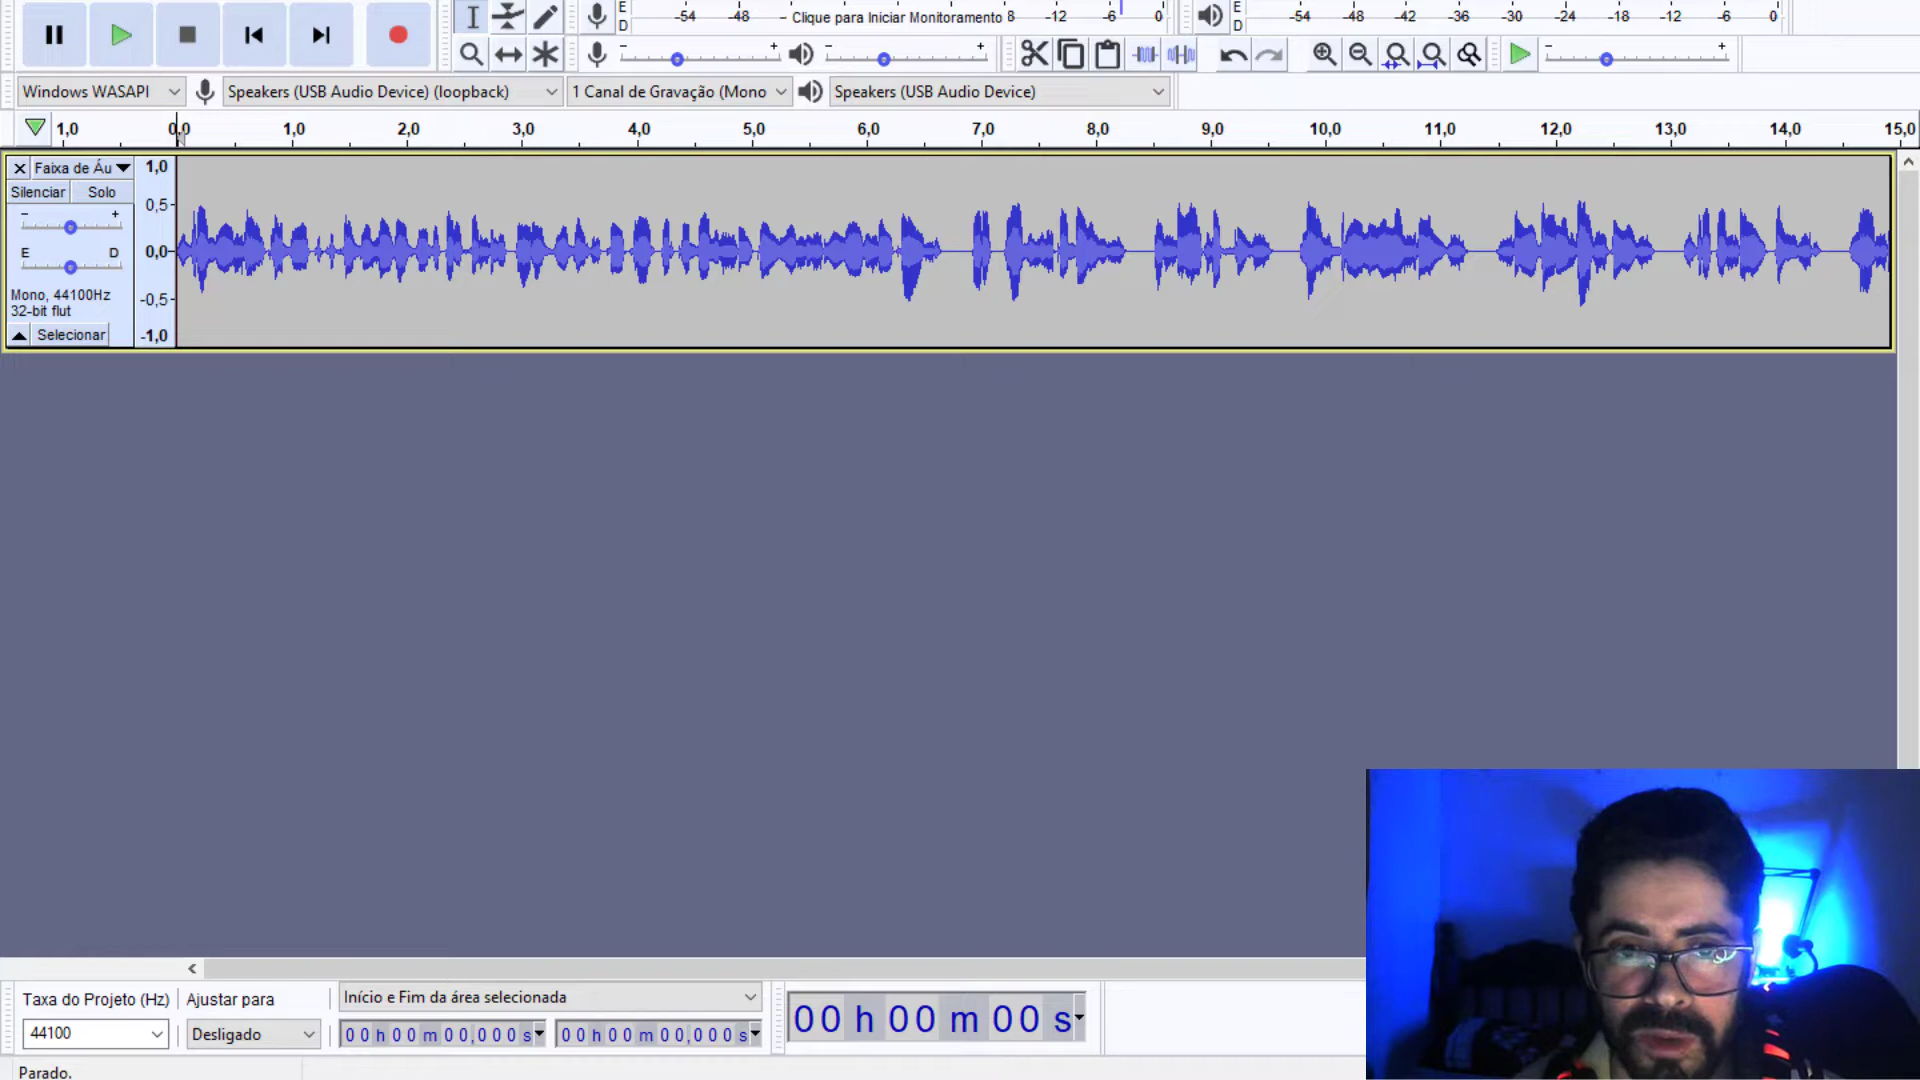 E
D
-54 -48 - Clique para Iniciar Monitoramento 8 -12 -6 0
E
D
-54 -48 -42 -36 -30 -24 -18 -12 -6 0
- +
- +
- +
Windows WASAPI
Speakers (USB Audio Device) (loopback)
1 Canal de Gravação (Mono
Speakers (USB Audio Device)
1,0 0,0 1,0 2,0 3,0 4,0 5,0 6,0 7,0 8,0 9,0 10,0 11,0 12,0 13,0 14,0 15,0
Faixa de Áu
Silenciar Solo
- +
E D
Mono, 44100Hz
32-bit flut
Selecionar
1,0
0,5
0,0
-0,5
-1,0
Taxa do Projeto (Hz)
44100
Ajustar para
Desligado
Início e Fim da área selecionada
00 h 00 m 00,000 s
00 h 00 m 00,000 s
00 h 00 m 00 s
Parado.